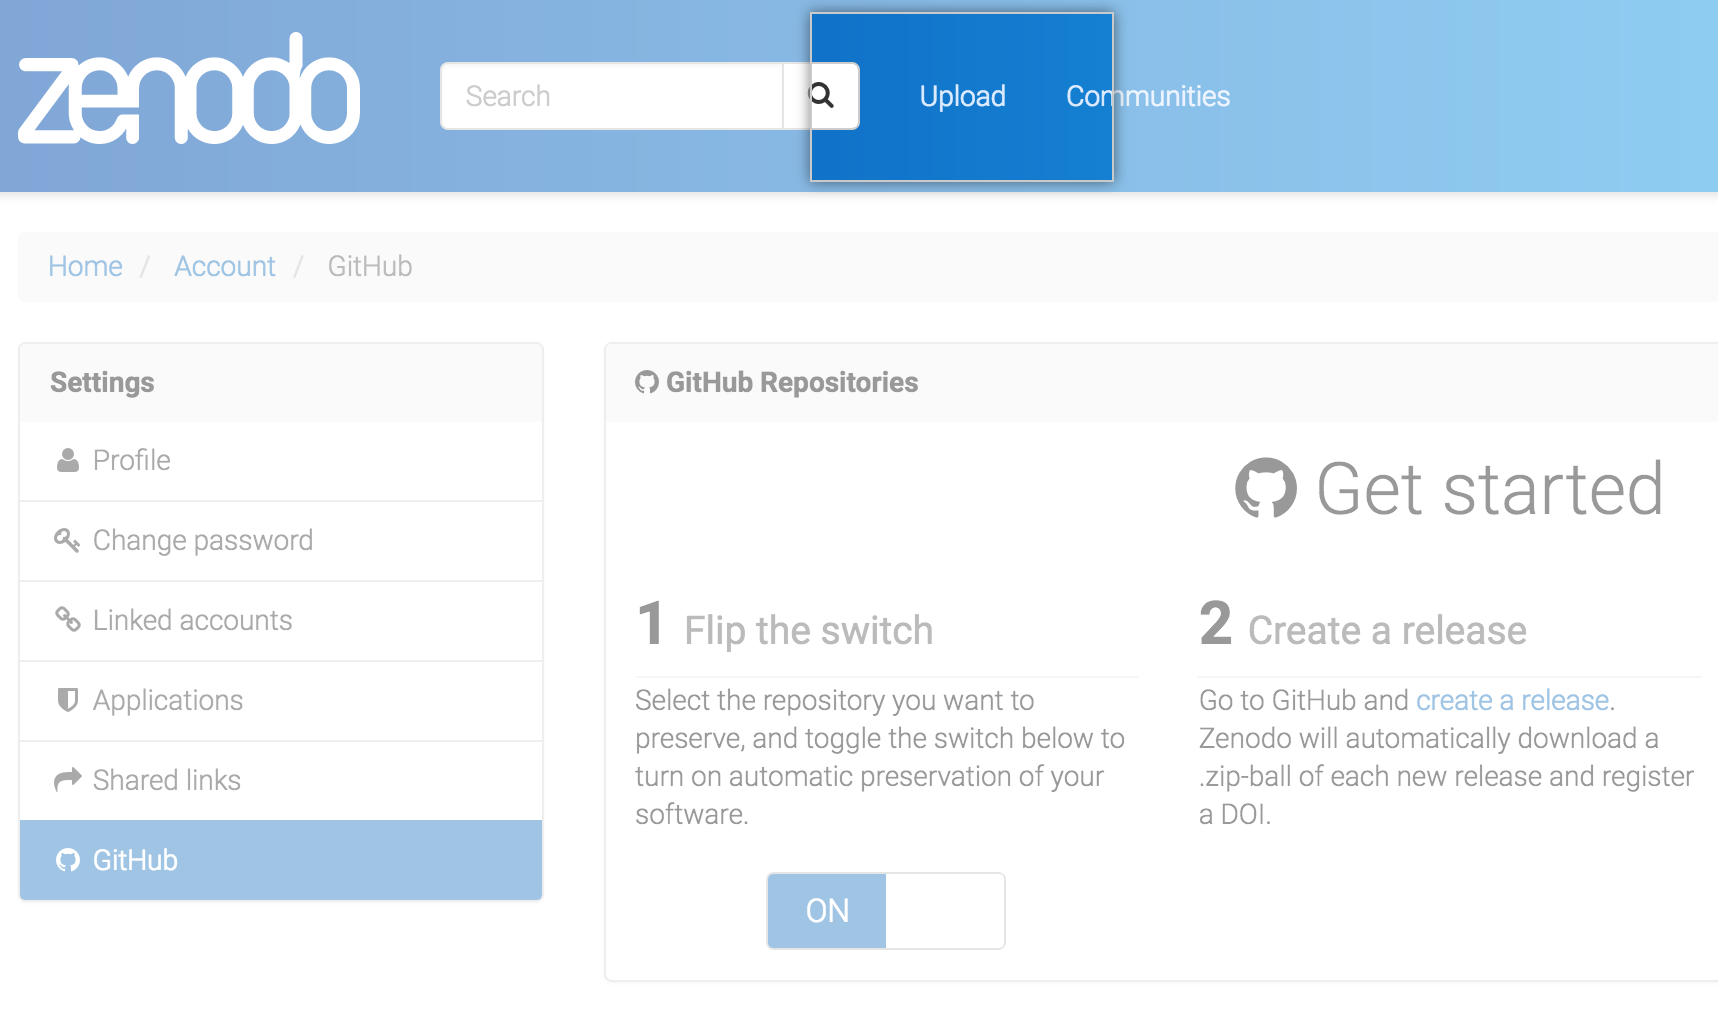 zenodo
Search
Upload
Communities
Home / Account / GitHub
Settings
Profile
Change password
Linked accounts
Applications
Shared links
GitHub
GitHub Repositories
Get started
1 Flip the switch
Select the repository you want to
preserve, and toggle the switch below to
turn on automatic preservation of your
software.
ON
2 Create a release
Go to GitHub and create a release.
Zenodo will automatically download a
.zip-ball of each new release and register
a DOI.